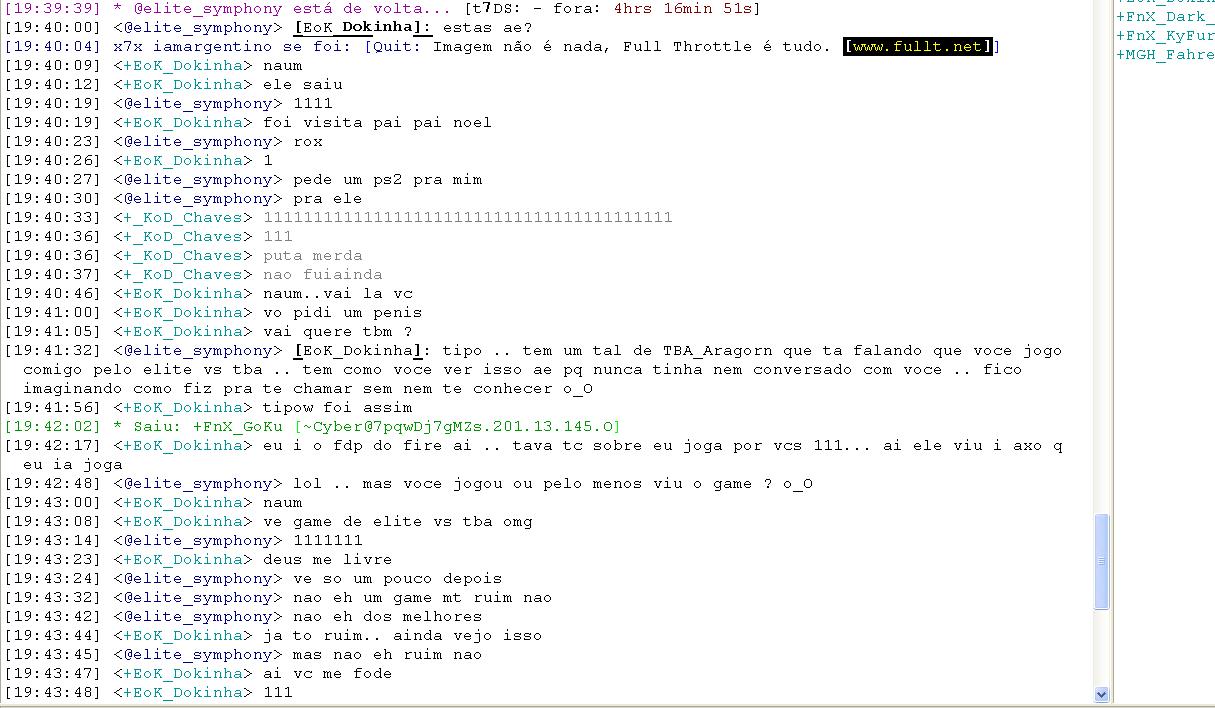 [19:39:39] * @elite_symphony está de volta... [t7DS: - fora: 4hrs 16min 51s]
[19:40:00] <@elite_symphony> [EoK_Dokinha]: estas ae?
[19:40:04] x7x iamargentino se foi: [Quit: Imagem não é nada, Full Throttle é tudo. [www.fullt.net]]
[19:40:09] <+EoK_Dokinha> naum
[19:40:12] <+EoK_Dokinha> ele saiu
[19:40:19] <@elite_symphony> 1111
[19:40:19] <+EoK_Dokinha> foi visita pai pai noel
[19:40:23] <@elite_symphony> rox
[19:40:26] <+EoK_Dokinha> 1
[19:40:27] <@elite_symphony> pede um ps2 pra mim
[19:40:30] <@elite_symphony> pra ele
[19:40:33] <+_KoD_Chaves> 11111111111111111111111111111111111111111
[19:40:36] <+_KoD_Chaves> 111
[19:40:36] <+_KoD_Chaves> puta merda
[19:40:37] <+_KoD_Chaves> nao fuiainda
[19:40:46] <+EoK_Dokinha> naum..vai la vc
[19:41:00] <+EoK_Dokinha> vo pidi um penis
[19:41:05] <+EoK_Dokinha> vai quere tbm ?
[19:41:32] <@elite_symphony> [EoK_Dokinha]: tipo .. tem um tal de TBA_Aragorn que ta falando que voce jogo
comigo pelo elite vs tba .. tem como voce ver isso ae pq nunca tinha nem conversado com voce .. fico
imaginando como fiz pra te chamar sem nem te conhecer o_O
[19:41:56] <+EoK_Dokinha> tipow foi assim
[19:42:02] * Saiu: +FnX_GoKu [~Cyber@7pqwDj7gMZs.201.13.145.O]
[19:42:17] <+EoK_Dokinha> eu i o fdp do fire ai .. tava tc sobre eu joga por vcs 111... ai ele viu i axo q
eu ia joga
[19:42:48] <@elite_symphony> lol .. mas voce jogou ou pelo menos viu o game ? o_O
[19:43:00] <+EoK_Dokinha> naum
[19:43:08] <+EoK_Dokinha> ve game de elite vs tba omg
[19:43:14] <@elite_symphony> 1111111
[19:43:23] <+EoK_Dokinha> deus me livre
[19:43:24] <@elite_symphony> ve so um pouco depois
[19:43:32] <@elite_symphony> nao eh um game mt ruim nao
[19:43:42] <@elite_symphony> nao eh dos melhores
[19:43:44] <+EoK_Dokinha> ja to ruim.. ainda vejo isso
[19:43:45] <@elite_symphony> mas nao eh ruim nao
[19:43:47] <+EoK_Dokinha> ai vc me fode
[19:43:48] <+EoK_Dokinha> 111
+FnX_Dark_
+FnX_KyFur
+MGH_Fahre